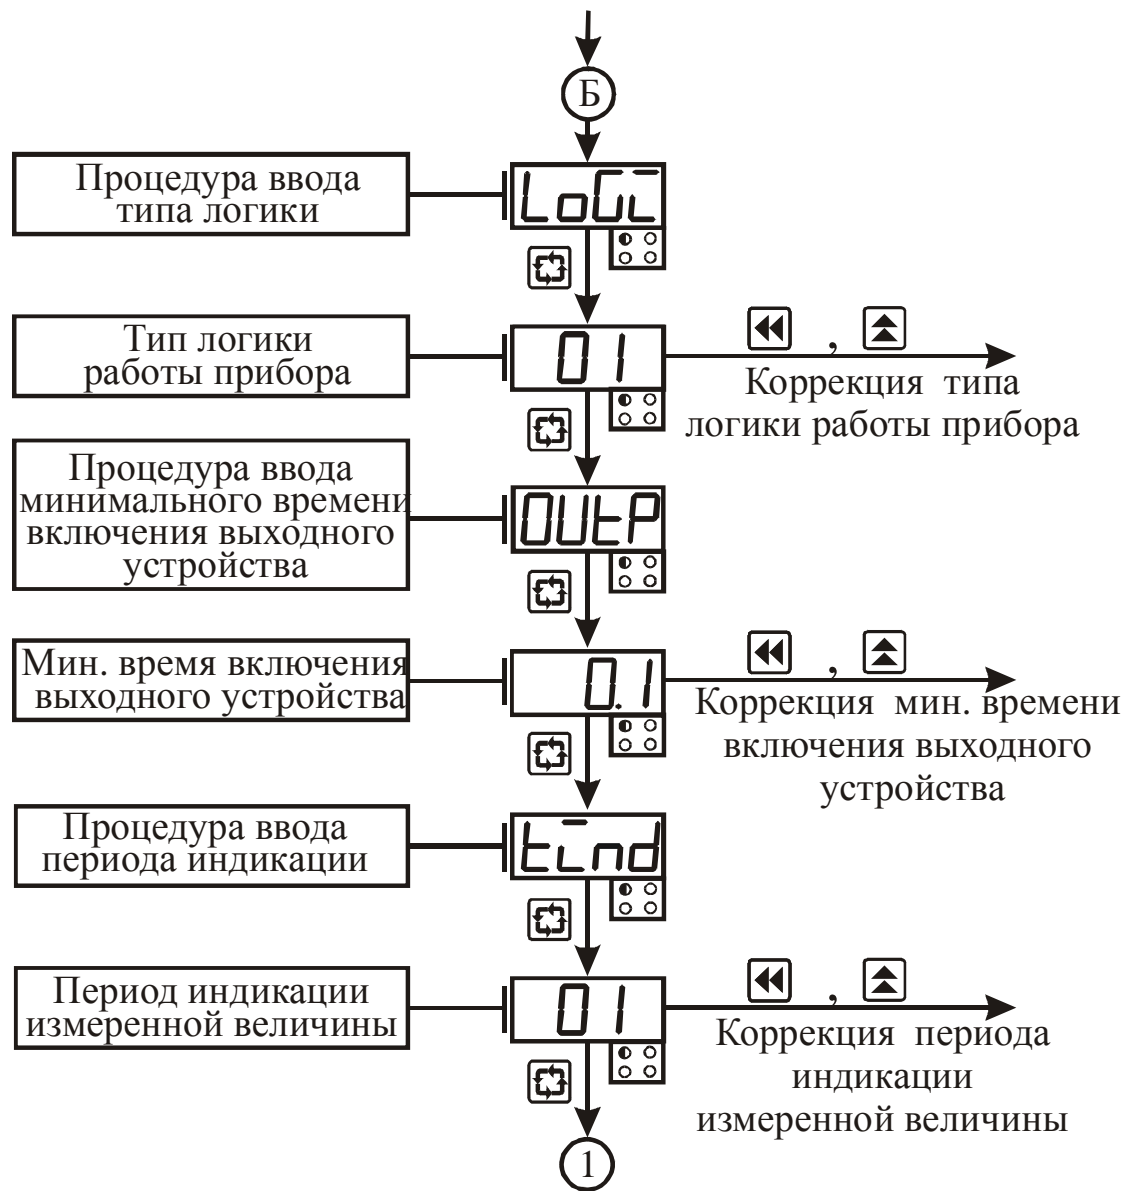 Б
Процедура ввода
типа логики
LoGi
Тип логики
работы прибора
01
,
Коррекция типа
логики работы прибора
Процедура ввода
минимального времени
включения выходного
устройства
OUtP
Мин. время включения
выходного устройства
0.1
,
Коррекция мин. времени
включения выходного
устройства
Процедура ввода
периода индикации
tind
Период индикации
измеренной величины
01
,
Коррекция периода
индикации
измеренной величины
1